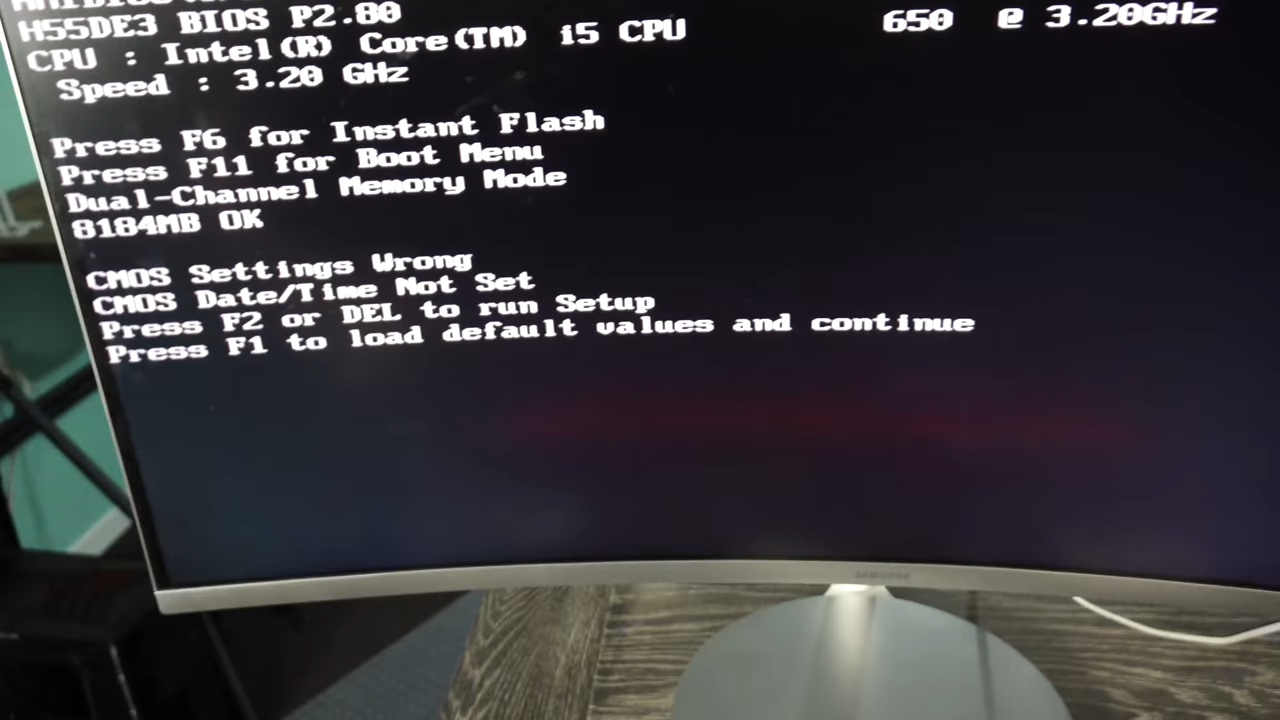 H55DE3 BIOS P2.80
CPU : Intel(R) Core(TM) i5 CPU 650 @ 3.20GHz
Speed : 3.20 GHz
Press F6 for Instant Flash
Press F11 for Boot Menu
Dual-Channel Memory Mode
8184MB OK
CMOS Settings Wrong
CMOS Date/Time Not Set
Press F2 or DEL to run Setup
Press F1 to load default values and continue
SAMSUNG